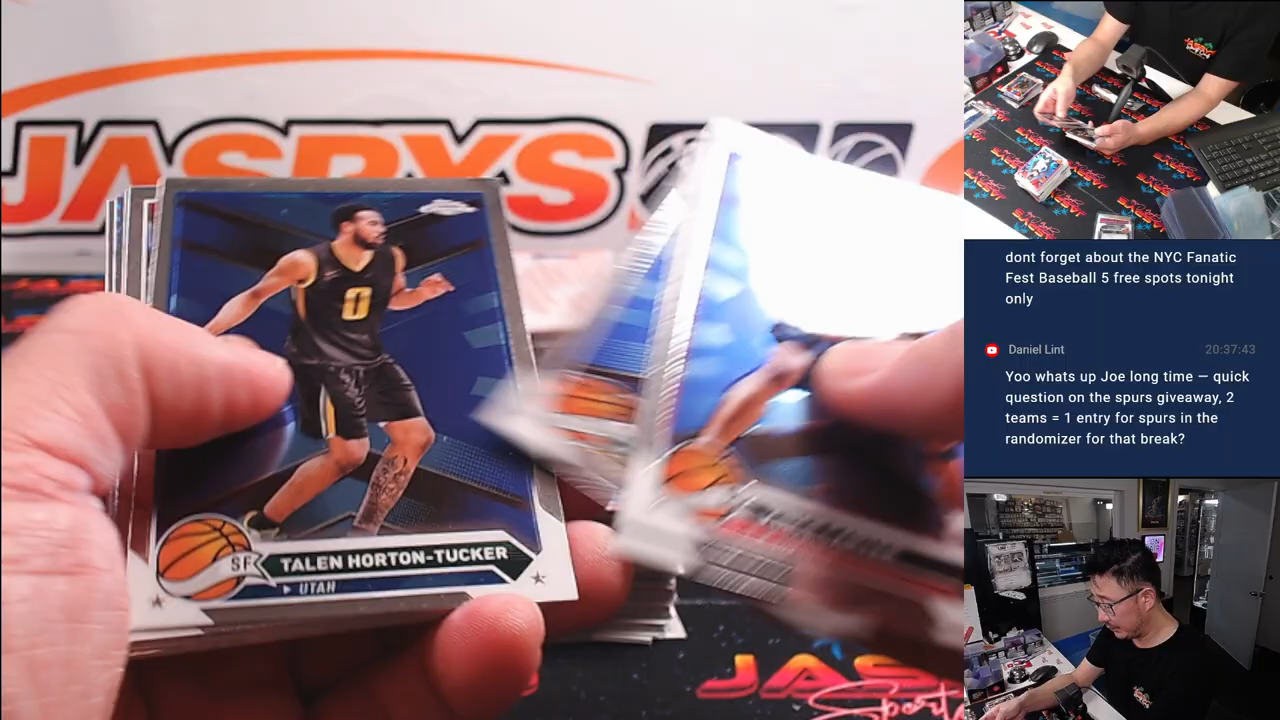 JASPYS
0
SF
TALEN HORTON-TUCKER
UTAH
JAS
Sports
dont forget about the NYC Fanatic
Fest Baseball 5 free spots tonight
only
Daniel Lint
20:37:43
Yoo whats up Joe long time — quick
question on the spurs giveaway, 2
teams = 1 entry for spurs in the
randomizer for that break?